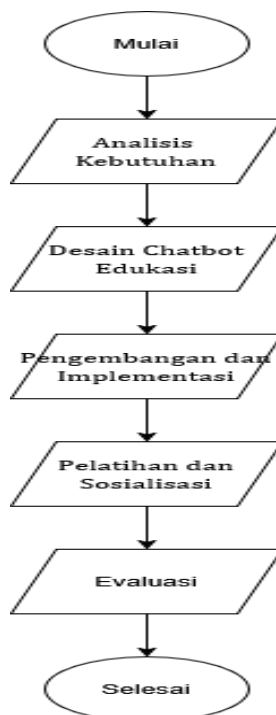 Mulai
Analisis
Kebutuhan
Desain Chatbot
Edukasi
Pengembangan dan
Implementasi
Pelatihan dan
Sosialisasi
Evaluasi
Selesai